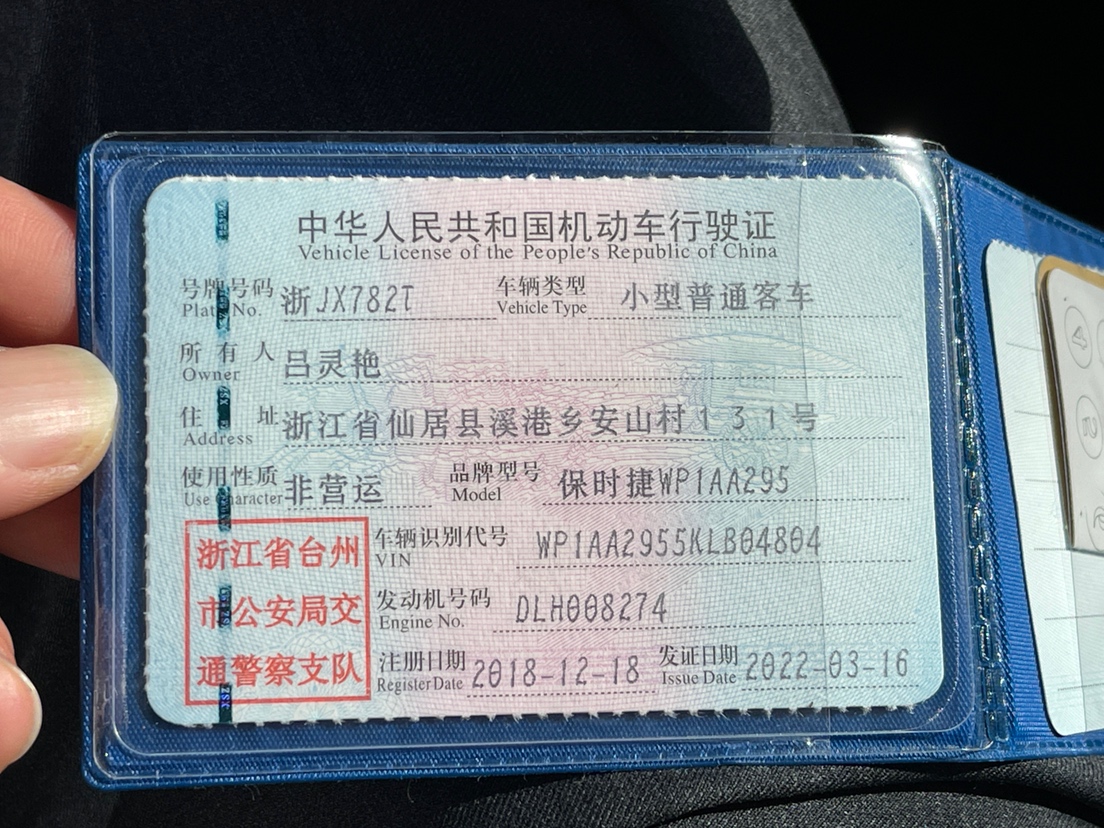 中华人民共和国机动车行驶证
Vehicle License of the People's Republic of China
号牌号码 浙JX782T 车辆类型 小型普通客车
Plate No. Vehicle Type
所有人 吕灵艳
Owner
住址 浙江省仙居县溪港乡安山村131号
Address
使用性质 非营运 品牌型号 保时捷WP1AA295
Use Character Model
浙江省台州 车辆识别代号 WP1AA2955KLB04804
VIN
市公安局交 发动机号码 DLH008274
Engine No.
通警察支队 注册日期 2018-12-18 发证日期 2022-03-16
Register Date Issue Date